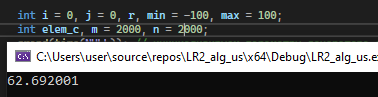 int i = 0, j = 0, r, min = -100, max = 100;
int elem_c, m = 2000, n = 2000;
C:\Users\user\source\repos\LR2_alg_us\x64\Debug\LR2_alg_us.ex
62.692001